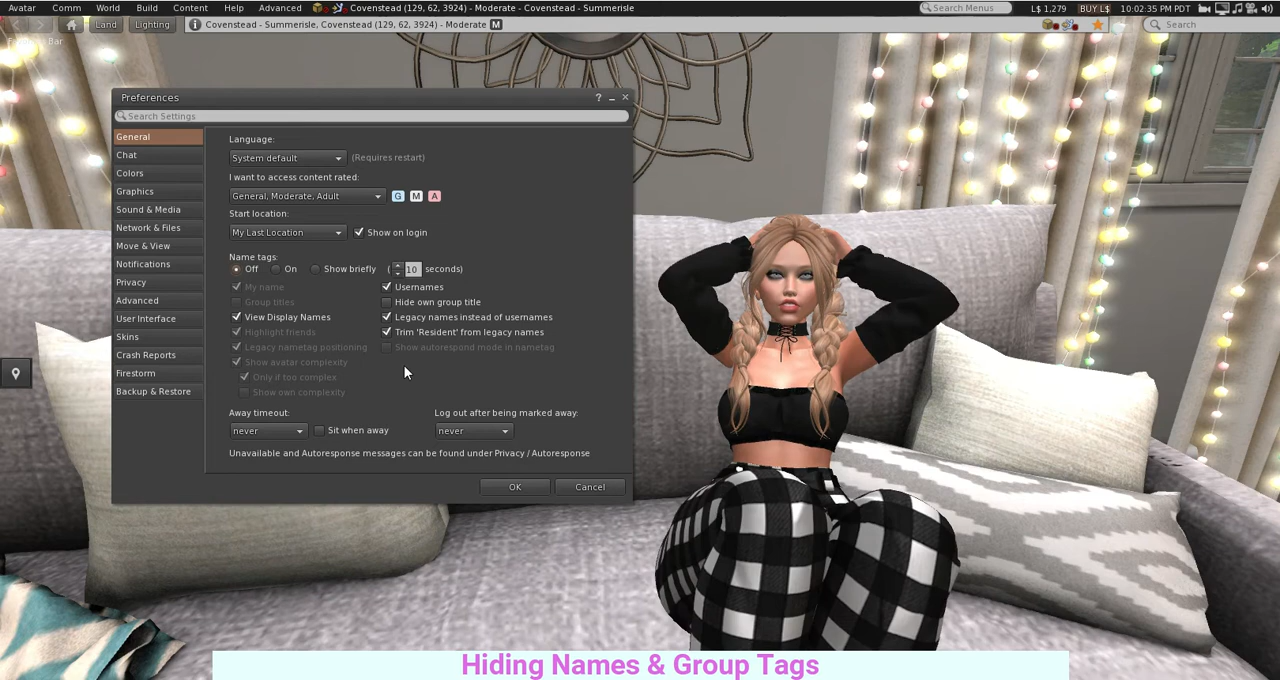 Avatar Comm World Build Content Help Advanced Covenstead - Summerisle, Covenstead (129, 62, 3924) - Moderate - Covenstead - Summerisle Search Menus L$ 1,279 BUY L$ 10:02:35 PM PDT
Land Lighting Covenstead - Summerisle, Covenstead (129, 62, 3924) - Moderate M Search
Bar
Preferences ?
Search Settings
General
Chat
Colors
Graphics
Sound & Media
Network & Files
Move & View
Notifications
Privacy
Advanced
User Interface
Skins
Crash Reports
Firestorm
Backup & Restore
Language:
System default (Requires restart)
I want to access content rated:
General, Moderate, Adult G M A
Start location:
My Last Location Show on login
Name tags:
Off On Show briefly ( 10 seconds)
My name Usernames
Group titles Hide own group title
View Display Names Legacy names instead of usernames
Highlight friends Trim 'Resident' from legacy names
Legacy nametag positioning Show autorespond mode in nametag
Show avatar complexity
Only if too complex
Show own complexity
Away timeout: Log out after being marked away:
never Sit when away never
Unavailable and Autoresponse messages can be found under Privacy / Autoresponse
OK Cancel
Hiding Names & Group Tags